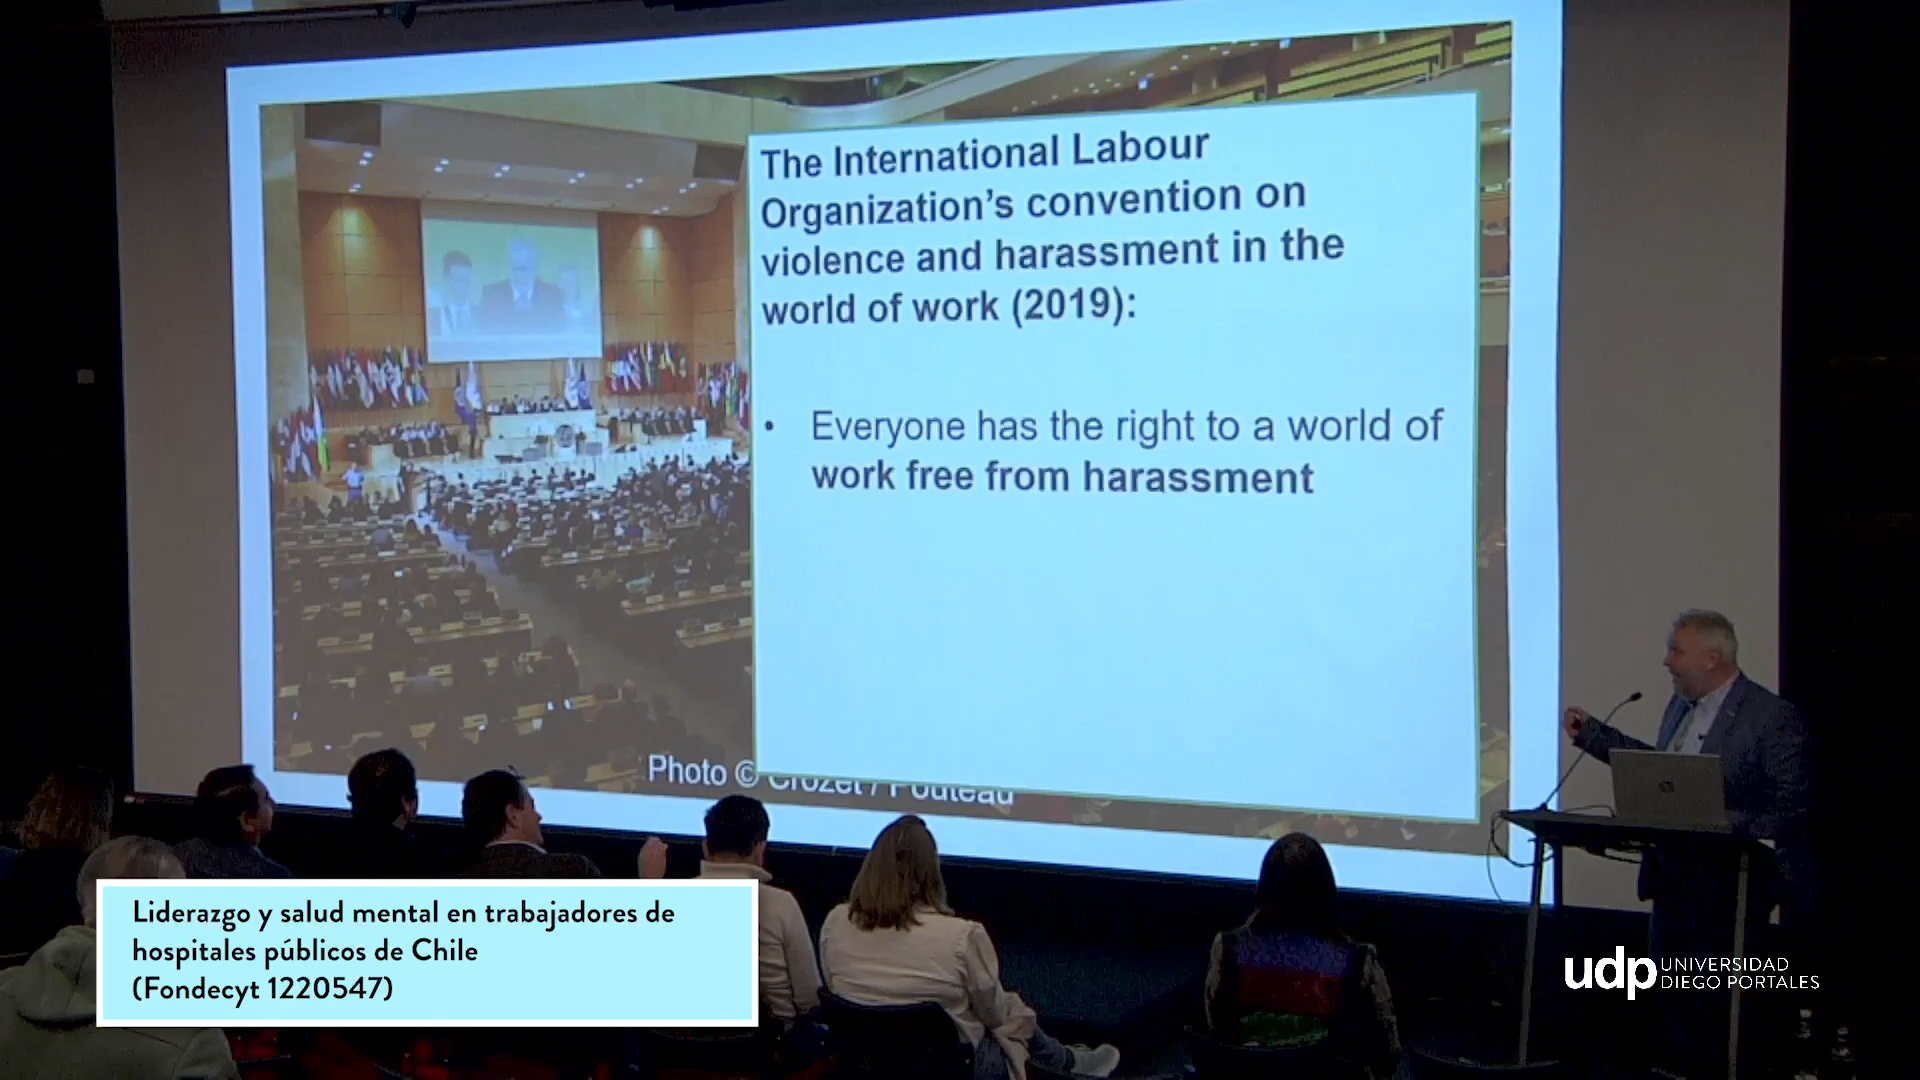 The International Labour
Organization's convention on
violence and harassment in the
world of work (2019):
• Everyone has the right to a world of
work free from harassment
Photo © Crozet / Pouteau
Liderazgo y salud mental en trabajadores de
hospitales públicos de Chile
(Fondecyt 1220547)
udp UNIVERSIDAD
DIEGO PORTALES